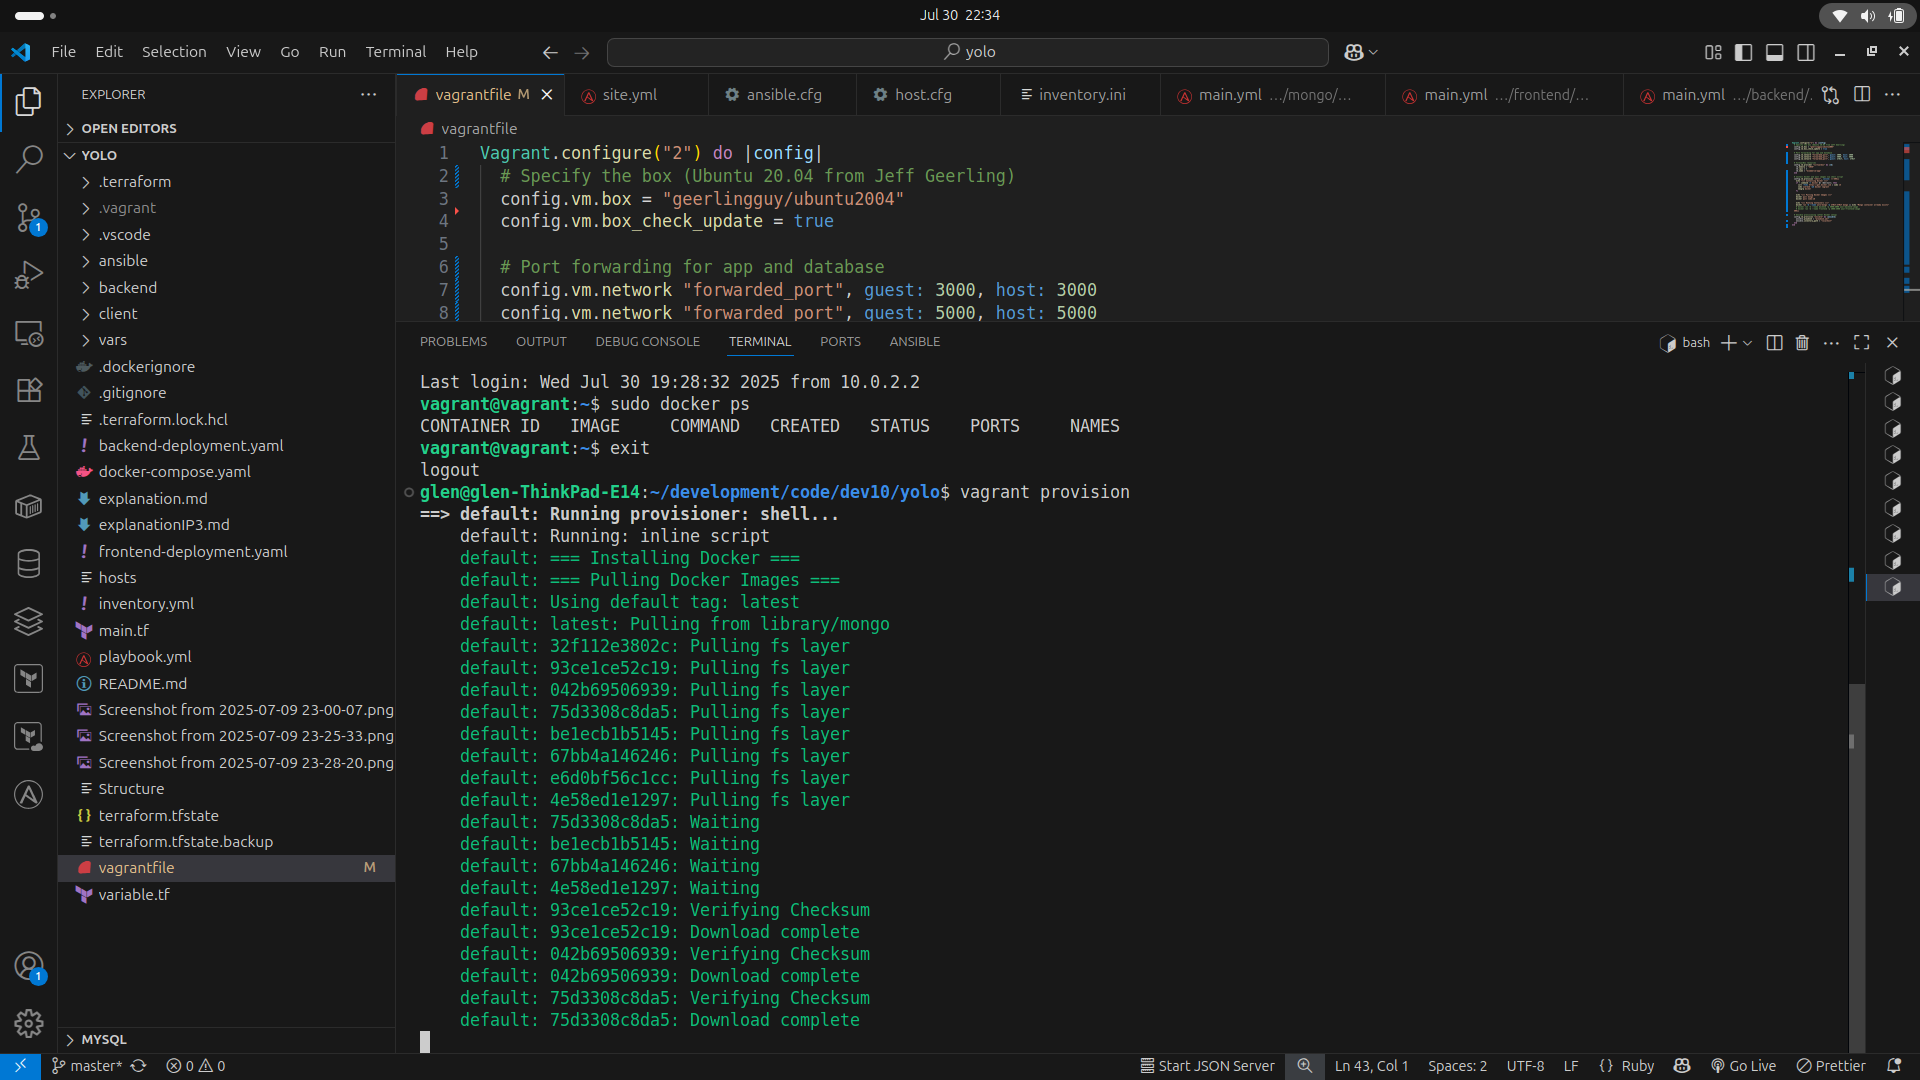 Jul 30 22:34
File Edit Selection View Go Run Terminal Help
yolo
EXPLORER
OPEN EDITORS
YOLO
.terraform
.vagrant
.vscode
ansible
backend
client
vars
.dockerignore
.gitignore
.terraform.lock.hcl
backend-deployment.yaml
docker-compose.yaml
explanation.md
explanationIP3.md
frontend-deployment.yaml
hosts
inventory.yml
main.tf
playbook.yml
README.md
Screenshot from 2025-07-09 23-00-07.png
Screenshot from 2025-07-09 23-25-33.png
Screenshot from 2025-07-09 23-28-20.png
Structure
terraform.tfstate
terraform.tfstate.backup
vagrantfile M
variable.tf
MYSQL
1
1
vagrantfile M site.yml ansible.cfg host.cfg inventory.ini main.yml .../mongo/... main.yml .../frontend/... main.yml .../backend/.
vagrantfile
1 Vagrant.configure("2") do |config|
2 # Specify the box (Ubuntu 20.04 from Jeff Geerling)
3 config.vm.box = "geerlingguy/ubuntu2004"
4 config.vm.box_check_update = true
5
6 # Port forwarding for app and database
7 config.vm.network "forwarded_port", guest: 3000, host: 3000
8 config.vm.network "forwarded_port", guest: 5000, host: 5000
PROBLEMS OUTPUT DEBUG CONSOLE TERMINAL PORTS ANSIBLE
bash
Last login: Wed Jul 30 19:28:32 2025 from 10.0.2.2
vagrant@vagrant:~$ sudo docker ps
CONTAINER ID IMAGE COMMAND CREATED STATUS PORTS NAMES
vagrant@vagrant:~$ exit
logout
glen@glen-ThinkPad-E14:~/development/code/dev10/yolo$ vagrant provision
==> default: Running provisioner: shell...
default: Running: inline script
default: === Installing Docker ===
default: === Pulling Docker Images ===
default: Using default tag: latest
default: latest: Pulling from library/mongo
default: 32f112e3802c: Pulling fs layer
default: 93ce1ce52c19: Pulling fs layer
default: 042b69506939: Pulling fs layer
default: 75d3308c8da5: Pulling fs layer
default: be1ecb1b5145: Pulling fs layer
default: 67bb4a146246: Pulling fs layer
default: e6d0bf56c1cc: Pulling fs layer
default: 4e58ed1e1297: Pulling fs layer
default: 75d3308c8da5: Waiting
default: be1ecb1b5145: Waiting
default: 67bb4a146246: Waiting
default: 4e58ed1e1297: Waiting
default: 93ce1ce52c19: Verifying Checksum
default: 93ce1ce52c19: Download complete
default: 042b69506939: Verifying Checksum
default: 042b69506939: Download complete
default: 75d3308c8da5: Verifying Checksum
default: 75d3308c8da5: Download complete
master* 0 0 Start JSON Server Ln 43, Col 1 Spaces: 2 UTF-8 LF {} Ruby Go Live Prettier